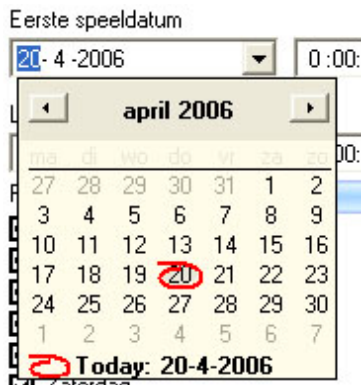 Eerste speeldatum
20- 4 -2006
0 :00:
april 2006
:00:
ma di wo do vr za zo
27 28 29 30 31 1 2
3 4 5 6 7 8 9
10 11 12 13 14 15 16
17 18 19 20 21 22 23
24 25 26 27 28 29 30
1 2 3 4 5 6 7
Today: 20-4-2006
Zaterdag